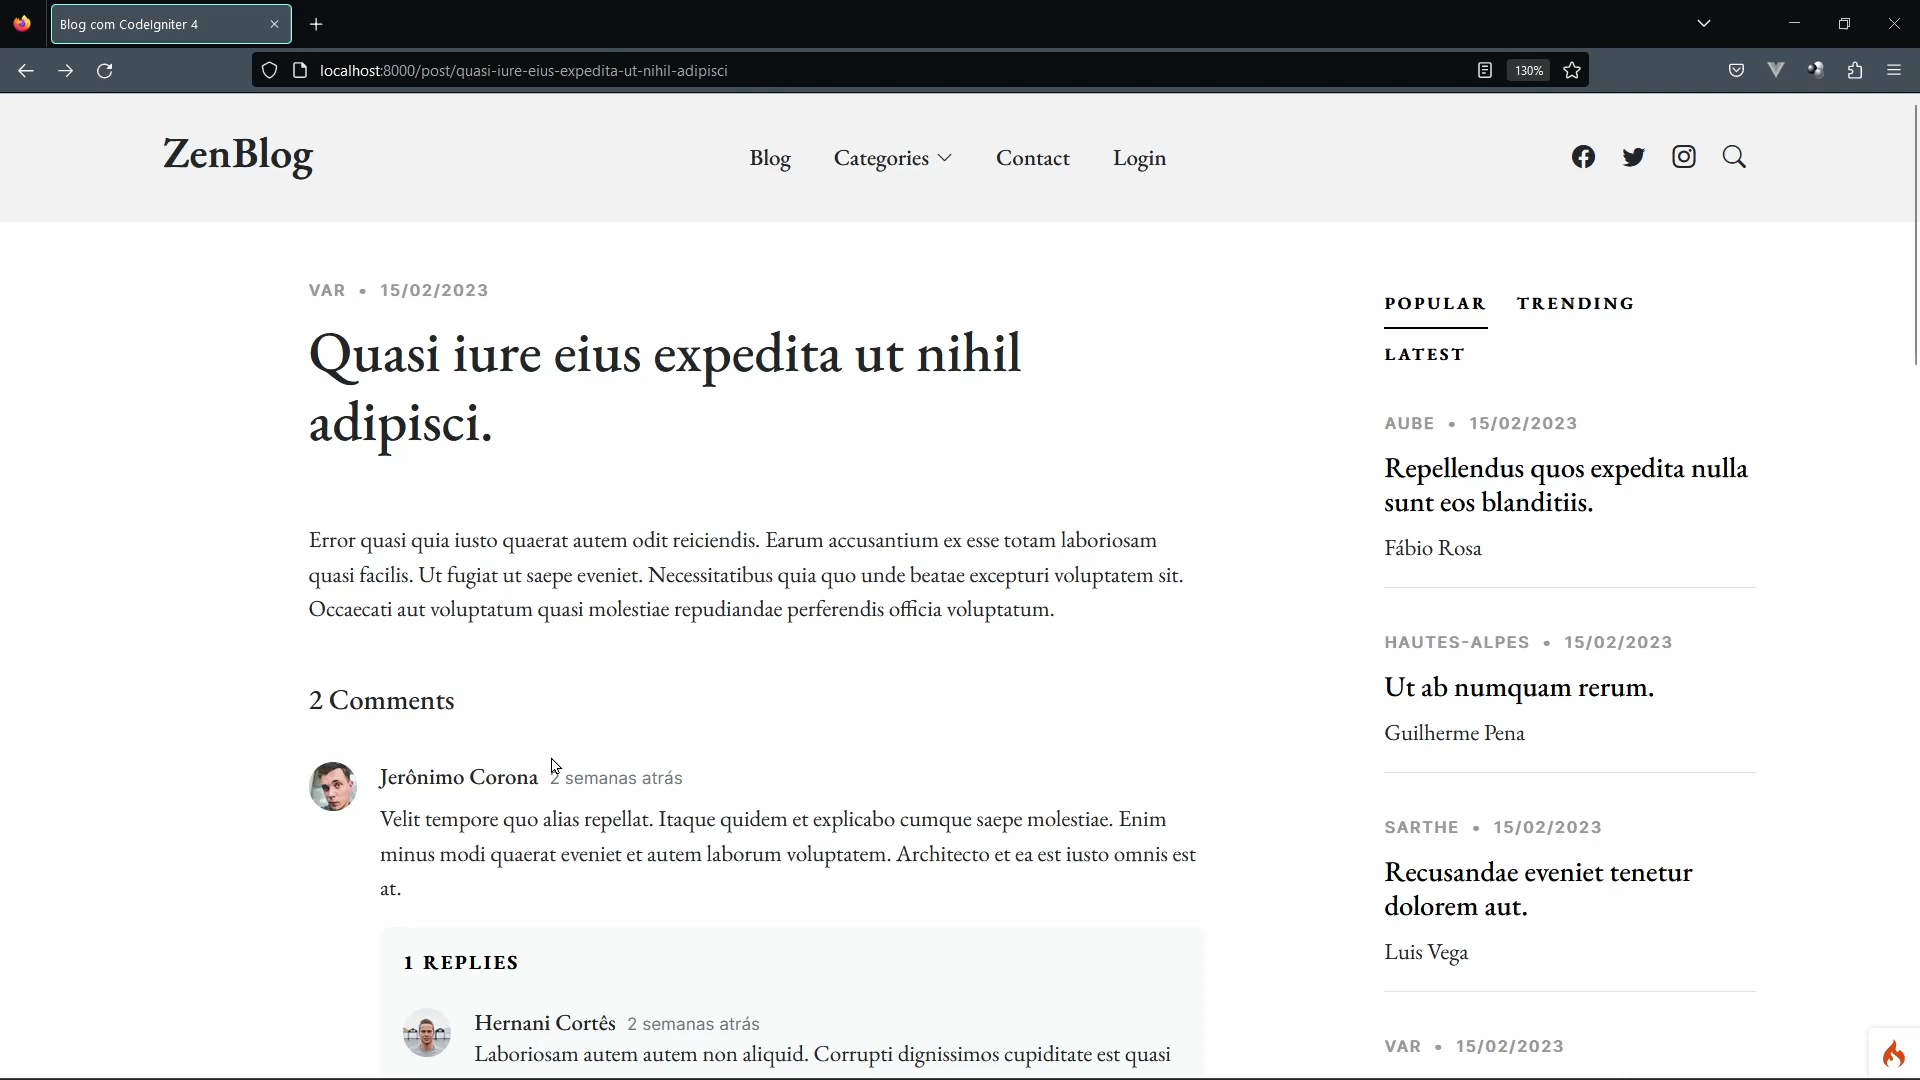 Blog com CodeIgniter 4
localhost:8000/post/quasi-iure-eius-expedita-ut-nihil-adipisci
130%
ZenBlog
Blog
Categories
Contact
Login
VAR • 15/02/2023
Quasi iure eius expedita ut nihil
adipisci.
Error quasi quia iusto quaerat autem odit reiciendis. Earum accusantium ex esse totam laboriosam
quasi facilis. Ut fugiat ut saepe eveniet. Necessitatibus quia quo unde beatae excepturi voluptatem sit.
Occaecati aut voluptatum quasi molestiae repudiandae perferendis officia voluptatum.
2 Comments
Jerônimo Corona 2 semanas atrás
Velit tempore quo alias repellat. Itaque quidem et explicabo cumque saepe molestiae. Enim
minus modi quaerat eveniet et autem laborum voluptatem. Architecto et ea est iusto omnis est
at.
1 REPLIES
Hernani Cortês 2 semanas atrás
Laboriosam autem autem non aliquid. Corrupti dignissimos cupiditate est quasi
POPULAR
TRENDING
LATEST
AUBE • 15/02/2023
Repellendus quos expedita nulla
sunt eos blanditiis.
Fábio Rosa
HAUTES-ALPES • 15/02/2023
Ut ab numquam rerum.
Guilherme Pena
SARTHE • 15/02/2023
Recusandae eveniet tenetur
dolorem aut.
Luis Vega
VAR • 15/02/2023